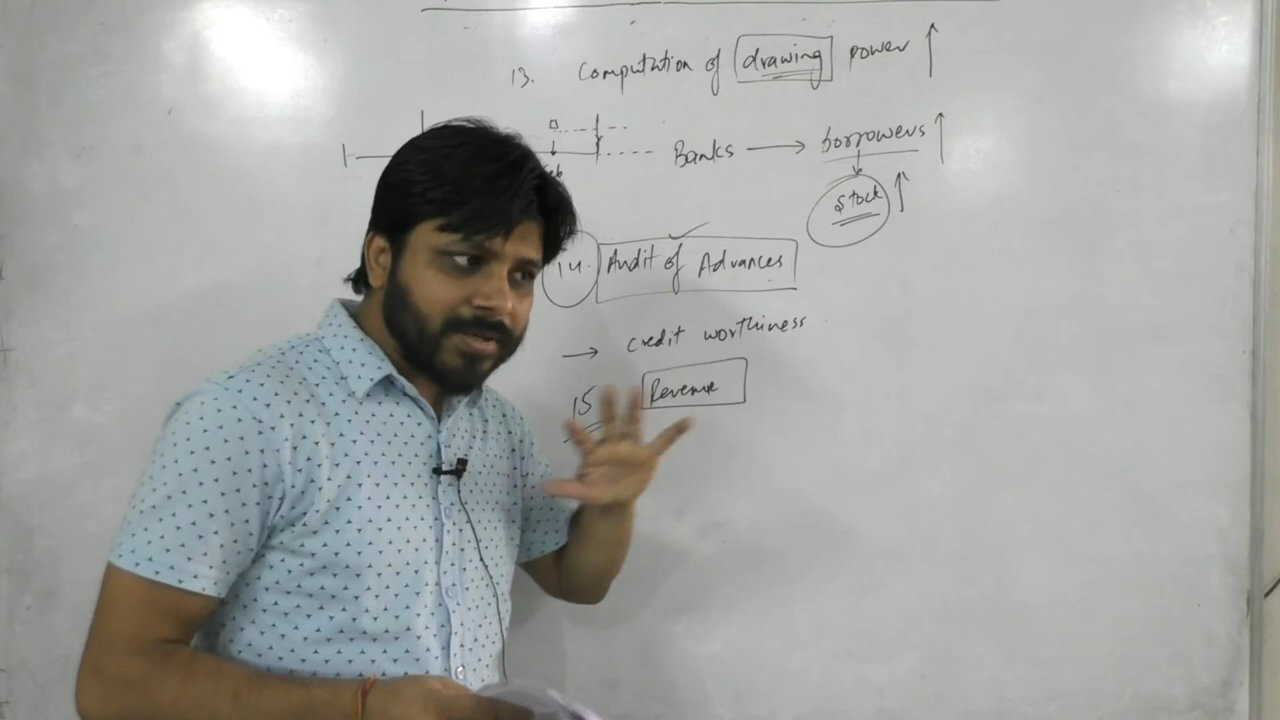 13. Computation of drawing power ↑
Banks → borrowers ↑
stock ↑
14. Audit of Advances
→ credit worthiness
15 Revenue